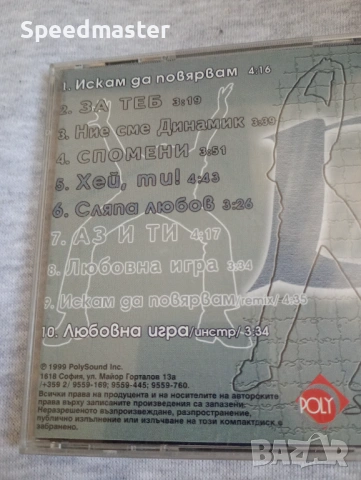 Speedmaster
1. Искам да повярвам 4:16
2. ЗА ТЕБ 3:19
3. Ние сме Динамик 3:39
4. СПОМЕНИ 3:51
5. Хей, ти! 4:43
6. Сляпа любов 3:26
7. АЗ И ТИ 4:17
8. Любовна игра 3:34
9. Искам да повярвам/remix/ 4:35
10. Любовна игра/инстр/-3:34
© 1999 PolySound Inc.
1616 София, ул. Майор Горталов 13а
/+359 2/ 9559-169; 9559-445; 9559-760.
Всички права на продуцента и на носителите на авторските
права върху записаните произведения са запазени.
Неразрешеното възпроизвеждане, разпространение,
публично изпълнение или излъчване на този компактдиск е
забранено.
POLY
bazar.bg